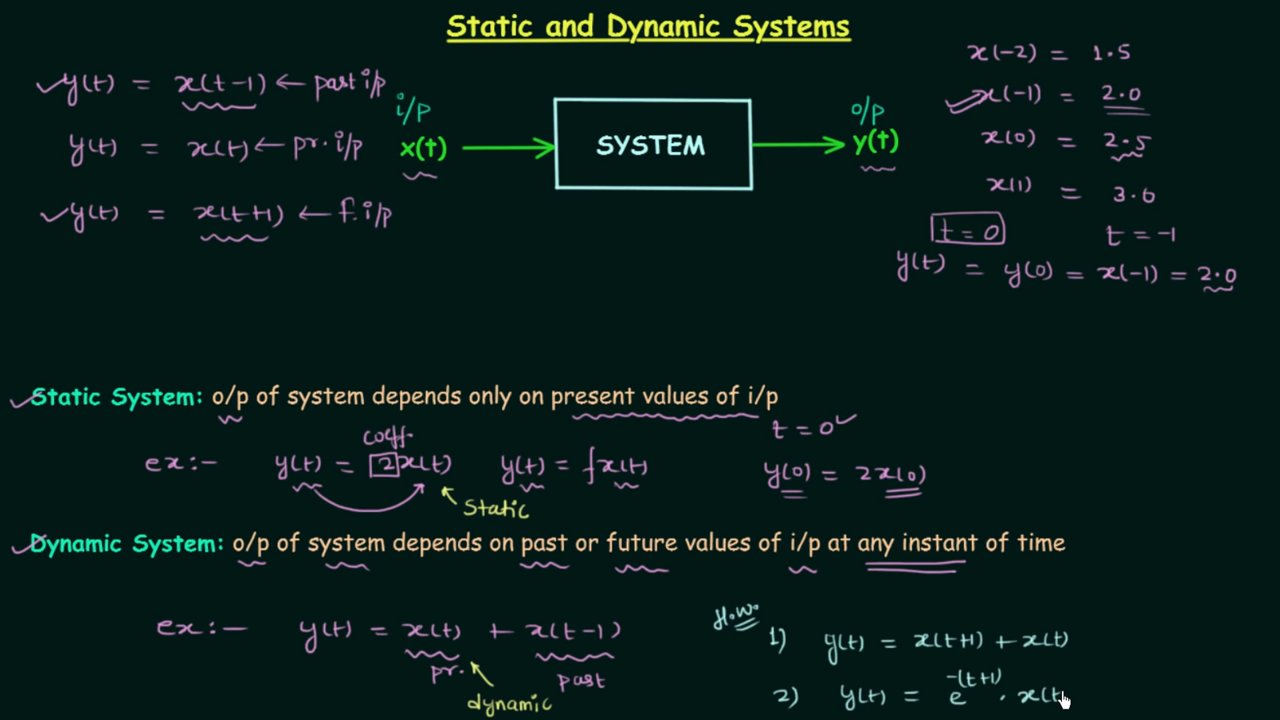 Static and Dynamic Systems
y(t) = x(t-1) ← past i/p
y(t) = x(t) ← pr. i/p
y(t) = x(t+1) ← f. i/p
i/p
x(t)
SYSTEM
o/p
y(t)
x(-2) = 1.5
x(-1) = 2.0
x(0) = 2.5
x(1) = 3.0
t = 0
t = -1
y(t) = y(0) = x(-1) = 2.0
Static System: o/p of system depends only on present values of i/p
coeff.
ex:- y(t) = 2x(t)
y(t) = fx(t)
Static
t = 0
y(0) = 2x(0)
Dynamic System: o/p of system depends on past or future values of i/p at any instant of time
ex:- y(t) = x(t) + x(t-1)
pr.
past
dynamic
H.W.
1) y(t) = x(t+1) + x(t)
2) y(t) = e^-(t+1) . x(t